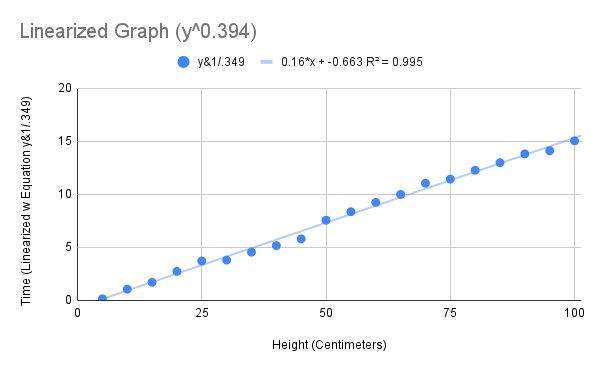 Linearized Graph (y^0.394)
y&1/.349 0.16*x + -0.663 R² = 0.995
Time (Linearized w Equation y&1/.349)
20
15
10
5
0
0 25 50 75 100
Height (Centimeters)